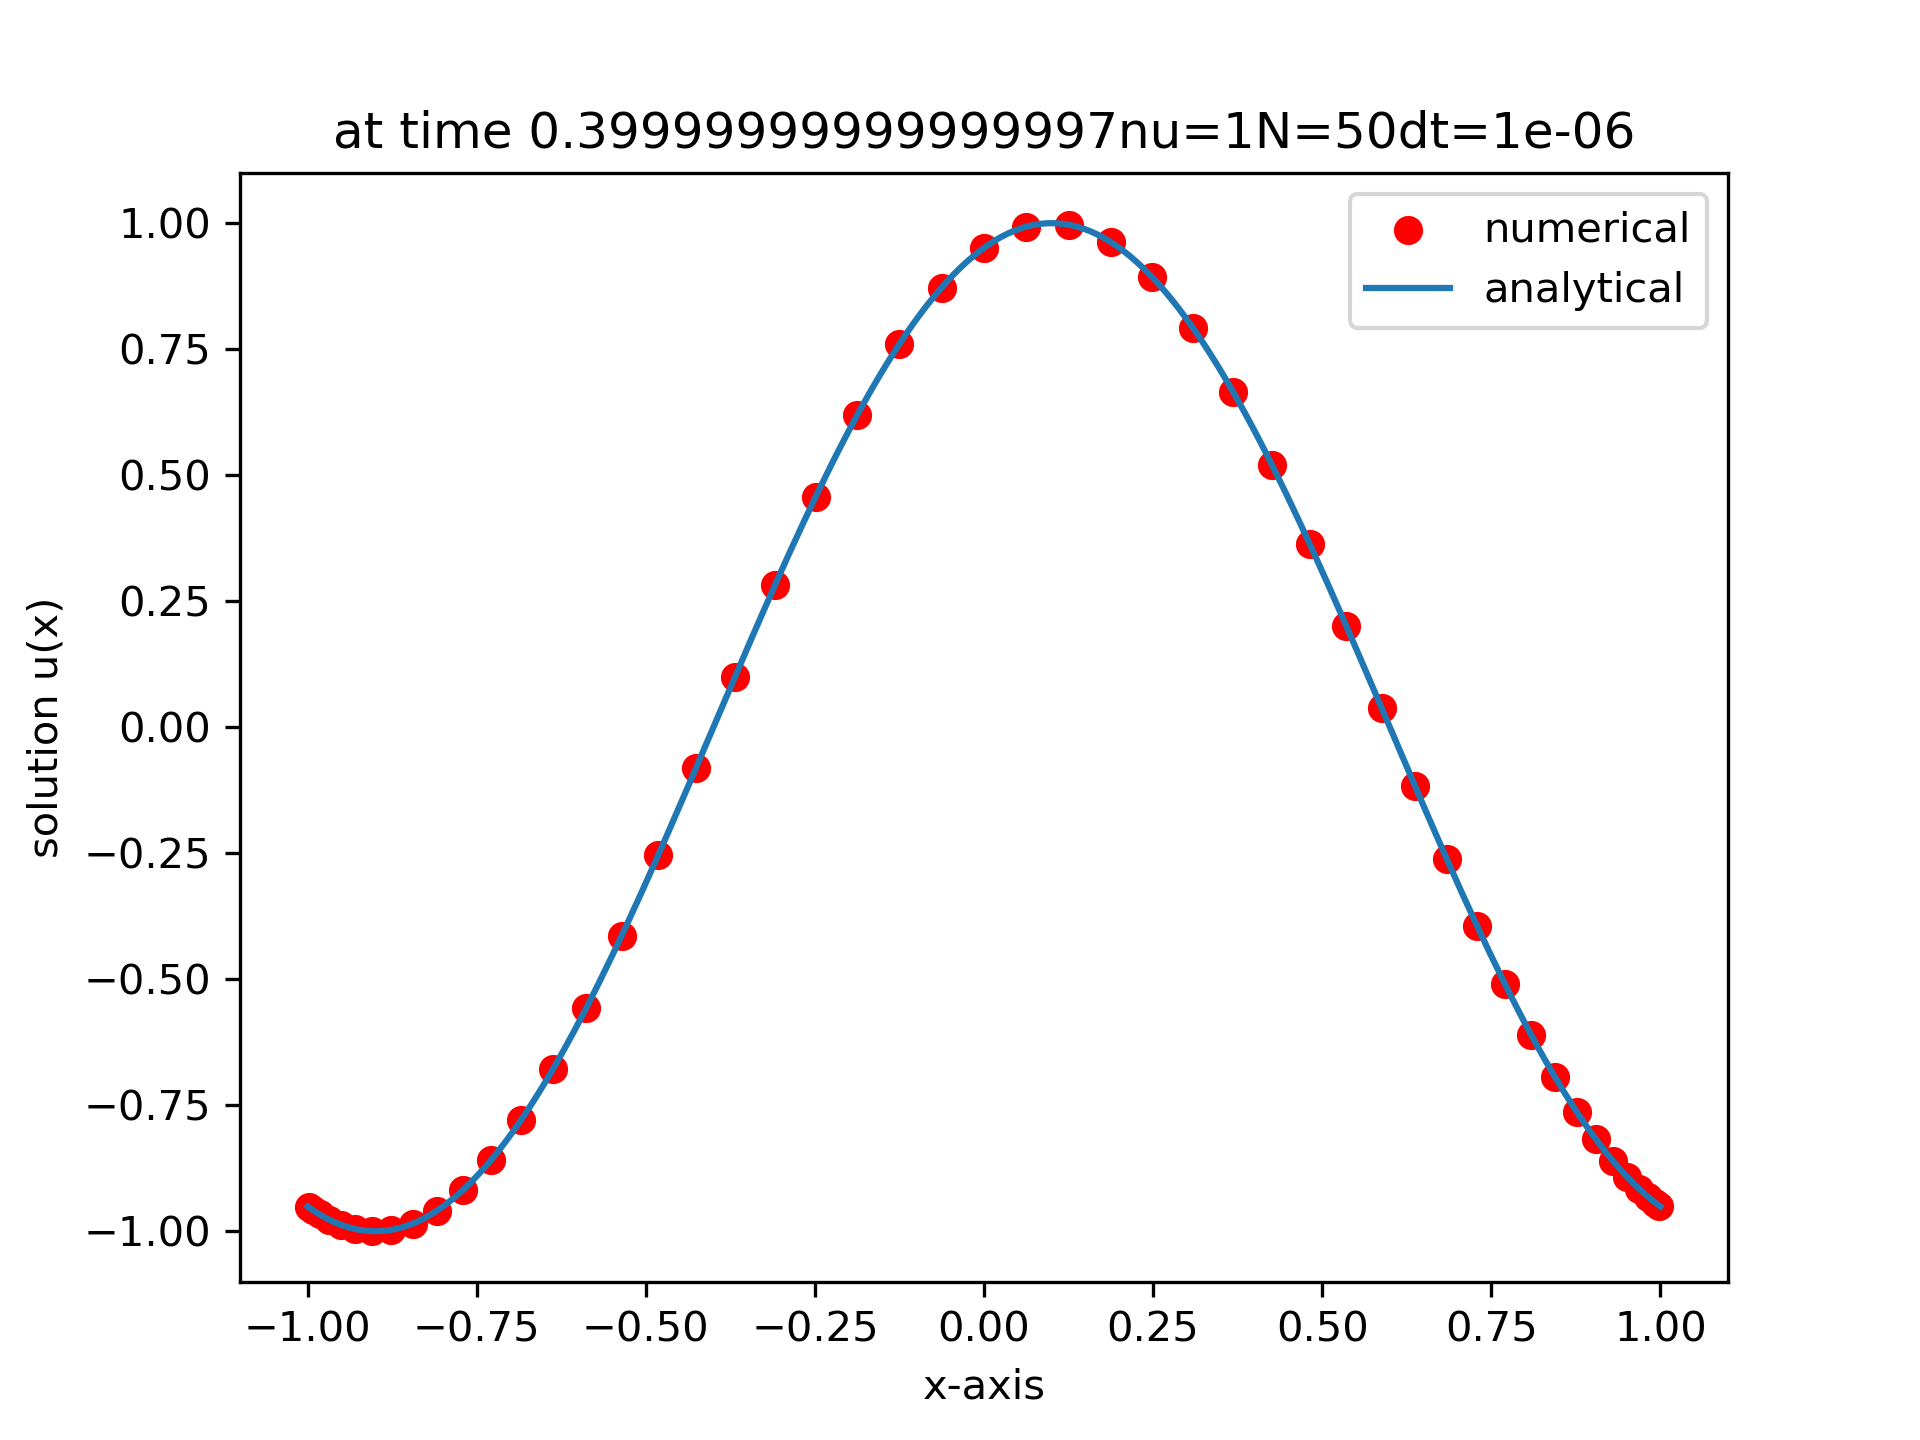 at time 0.39999999999999997nu=1N=50dt=1e-06
numerical
analytical
1.00
0.75
0.50
0.25
0.00
−0.25
−0.50
−0.75
−1.00
solution u(x)
−1.00 −0.75 −0.50 −0.25 0.00 0.25 0.50 0.75 1.00
x-axis